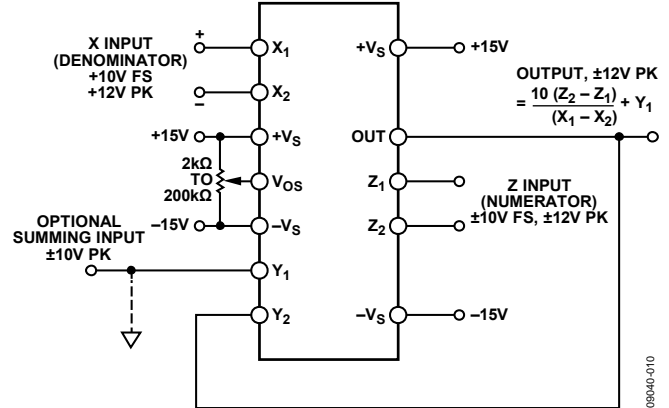 X INPUT
(DENOMINATOR)
+10V FS
+12V PK
+
–
X1
X2
+15V
+VS
2kΩ
TO
200kΩ
VOS
–15V
–VS
OPTIONAL
SUMMING INPUT
±10V PK
Y1
Y2
+VS
+15V
OUTPUT, ±12V PK
= 10 (Z2 – Z1)
(X1 – X2)
+ Y1
OUT
Z1
Z2
Z INPUT
(NUMERATOR)
±10V FS, ±12V PK
–VS
–15V
09040-010